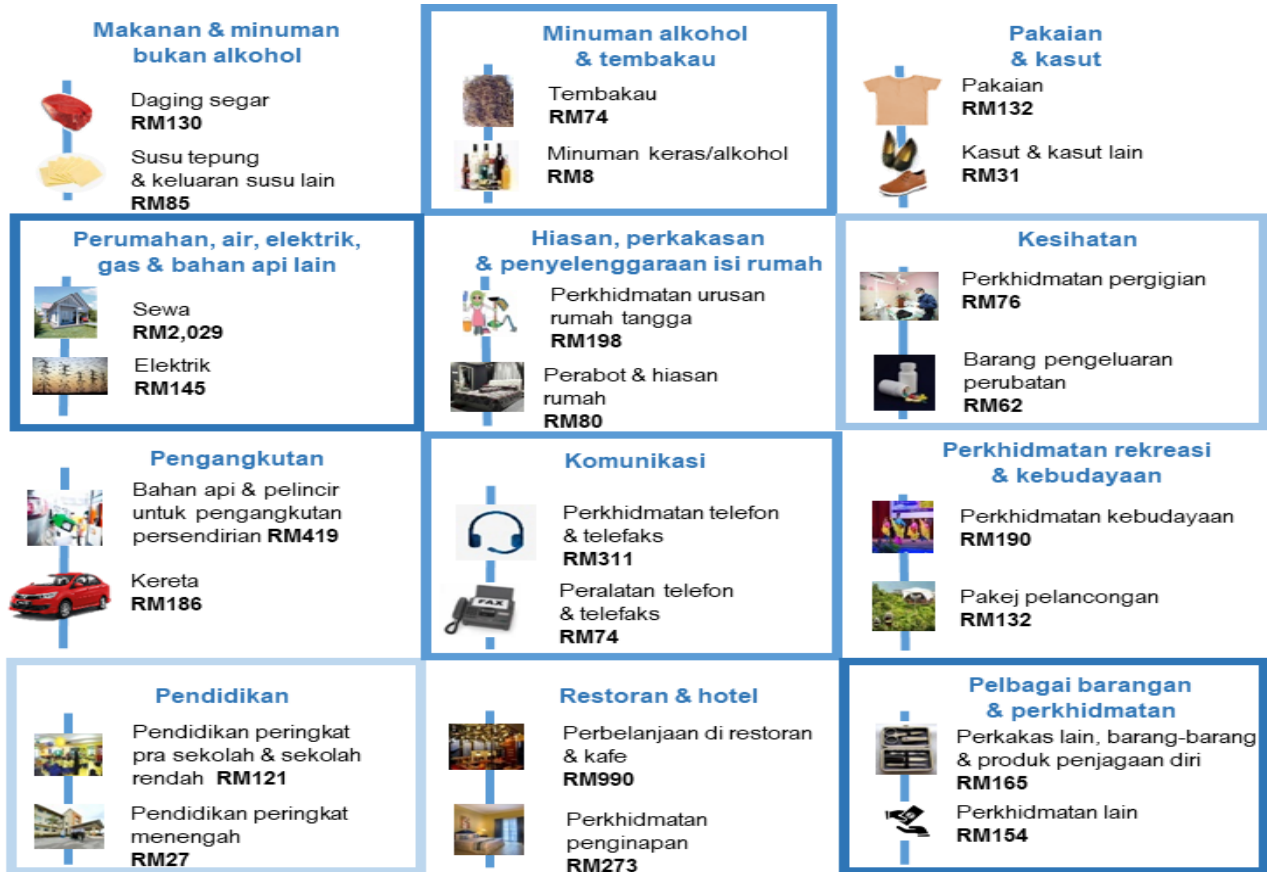 Makanan & minuman
bukan alkohol
Daging segar
RM130
Susu tepung
& keluaran susu lain
RM85
Minuman alkohol
& tembakau
Tembakau
RM74
Minuman keras/alkohol
RM8
Pakaian
& kasut
Pakaian
RM132
Kasut & kasut lain
RM31
Perumahan, air, elektrik,
gas & bahan api lain
Sewa
RM2,029
Elektrik
RM145
Hiasan, perkakasan
& penyelenggaraan isi rumah
Perkhidmatan urusan
rumah tangga
RM198
Perabot & hiasan
rumah
RM80
Kesihatan
Perkhidmatan pergigian
RM76
Barang pengeluaran
perubatan
RM62
Pengangkutan
Bahan api & pelincir
untuk pengangkutan
persendirian RM419
Kereta
RM186
Komunikasi
Perkhidmatan telefon
& telefaks
RM311
FAX
Peralatan telefon
& telefaks
RM74
Perkhidmatan rekreasi
& kebudayaan
Perkhidmatan kebudayaan
RM190
Pakej pelancongan
RM132
Pendidikan
Pendidikan peringkat
pra sekolah & sekolah
rendah RM121
Pendidikan peringkat
menengah
RM27
Restoran & hotel
Perbelanjaan di restoran
& kafe
RM990
Perkhidmatan
penginapan
RM273
Pelbagai barangan
& perkhidmatan
Perkakas lain, barang-barang
& produk penjagaan diri
RM165
Perkhidmatan lain
RM154